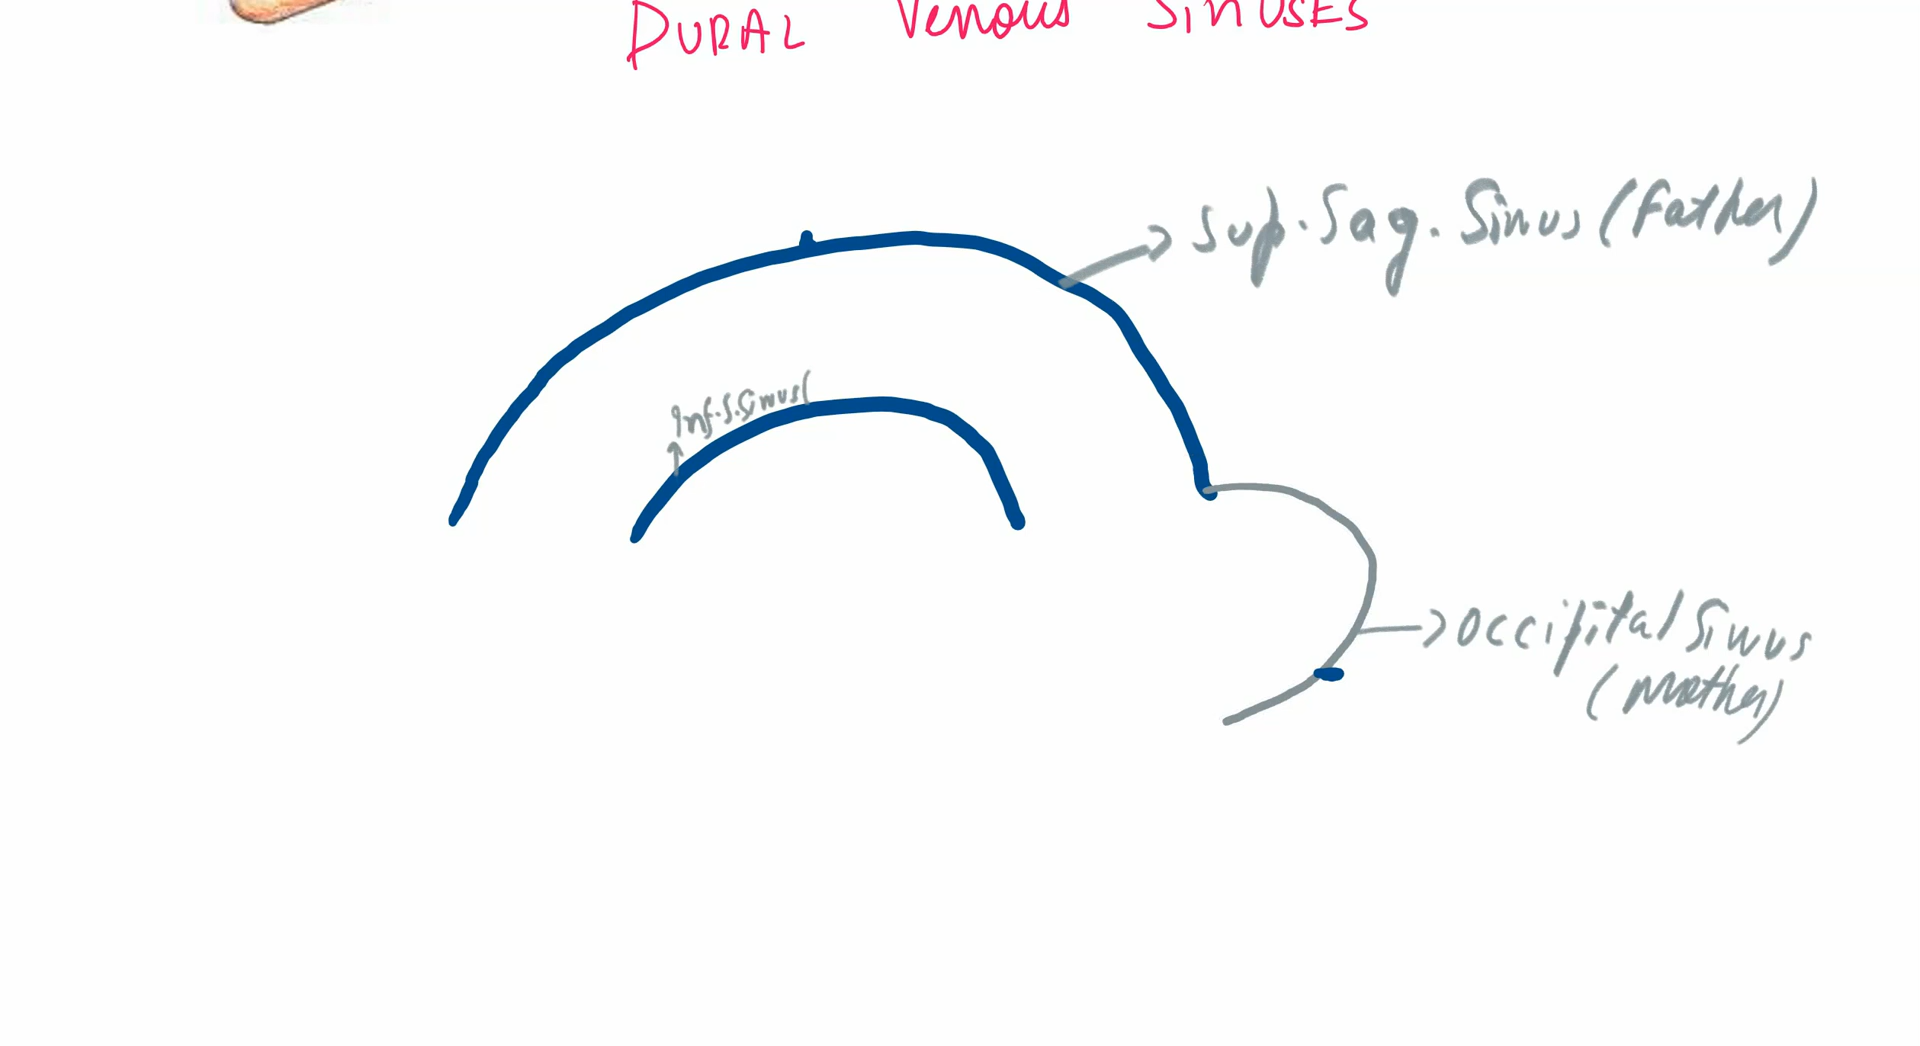 DURAL Venous SINUSES
Sup. Sag. Sinus (Father)
Inf. S. Sinus (
Occipital Sinus
(Mother)